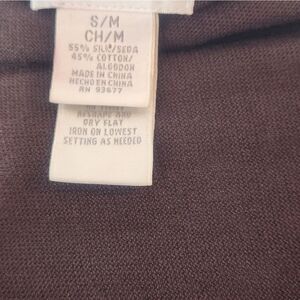 S/M
CH/M
55% SILK/SEDA
45% COTTON/
ALGODON
MADE IN CHINA
HECHO EN CHINA
RN 93677
RESHAPE AND
DRY FLAT
IRON ON LOWEST
SETTING AS NEEDED